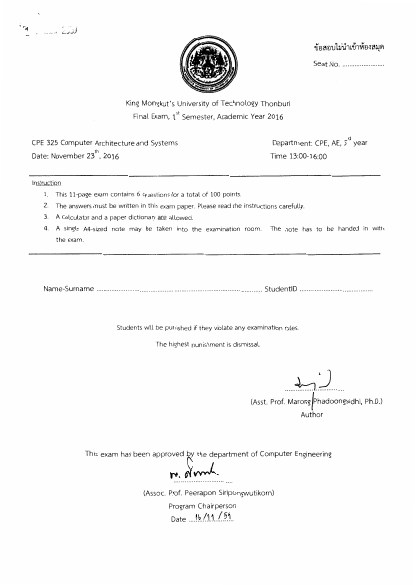 ข้อสอบไม่นำเข้าห้องสมุด
Seat No. ....................
King Mongkut's University of Technology Thonburi
Final Exam, 1st Semester, Academic Year 2016
CPE 325 Computer Architecture and Systems
Department: CPE, AE, 3rd year
Date: November 23th, 2016
Time 13:00-16:00
Instruction
1. This 11-page exam contains 6 questions for a total of 100 points.
2. The answers must be written in this exam paper. Please read the instructions carefully.
3. A calculator and a paper dictionary are allowed.
4. A single A4-sized note may be taken into the examination room. The note has to be handed in with
the exam.
Name-Surname ........................................ StudentID ....................
Students will be punished if they violate any examination rules.
The highest punishment is dismissal.
(Asst. Prof. Marong Phadoongsidhi, Ph.D.)
Author
This exam has been approved by the department of Computer Engineering
(Assoc. Prof. Peerapon Siripongwutikorn)
Program Chairperson
Date 16/11/59